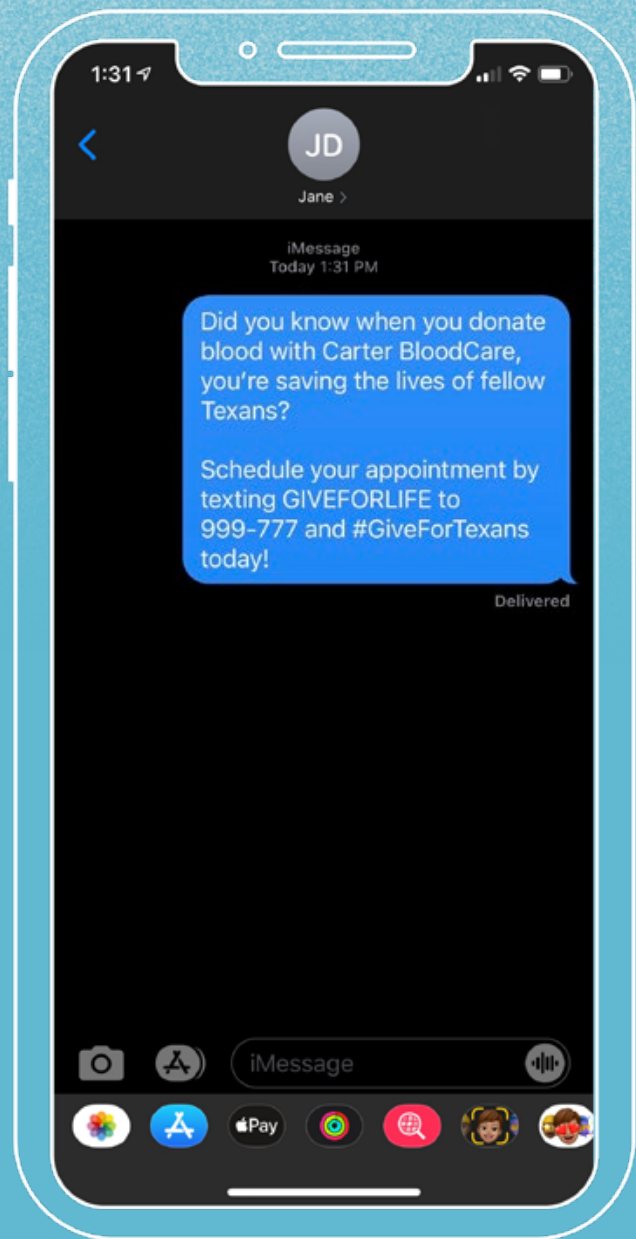 1:31
JD
Jane >
iMessage
Today 1:31 PM
Did you know when you donate
blood with Carter BloodCare,
you're saving the lives of fellow
Texans?
Schedule your appointment by
texting GIVEFORLIFE to
999-777 and #GiveForTexans
today!
Delivered
iMessage
Pay